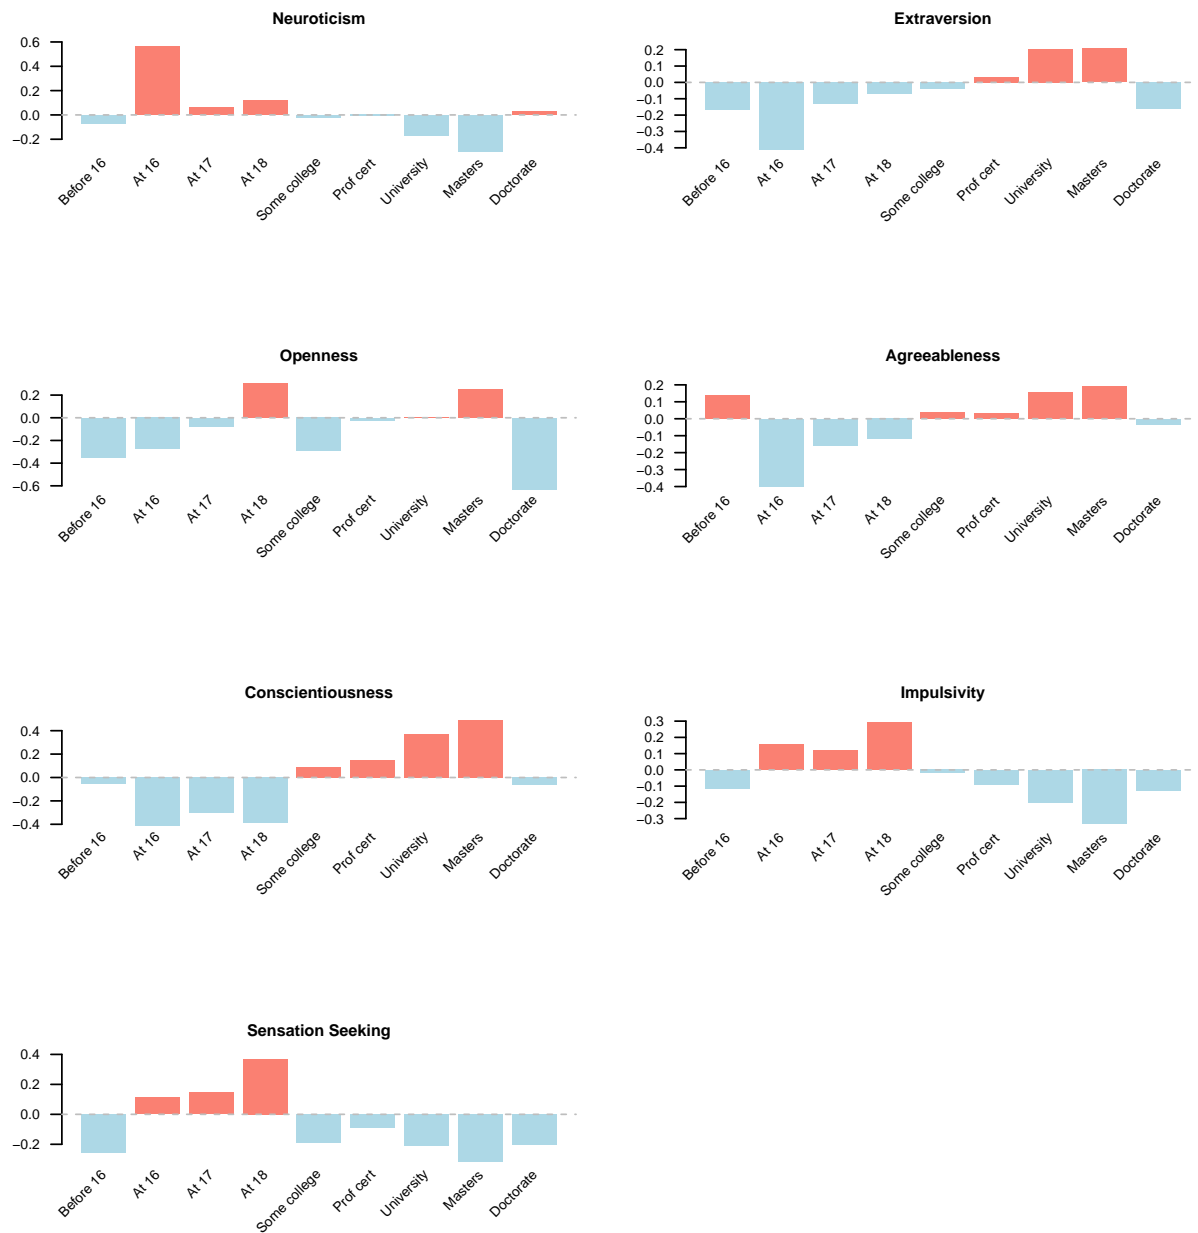 Neuroticism
0.6
0.4
0.2
0.0
−0.2
Before 16
At 16
At 17
At 18
Some college
Prof cert
University
Masters
Doctorate
Extraversion
0.2
0.1
0.0
−0.1
−0.2
−0.3
−0.4
Before 16
At 16
At 17
At 18
Some college
Prof cert
University
Masters
Doctorate
Openness
0.2
0.0
−0.2
−0.4
−0.6
Before 16
At 16
At 17
At 18
Some college
Prof cert
University
Masters
Doctorate
Agreeableness
0.2
0.1
0.0
−0.1
−0.2
−0.3
−0.4
Before 16
At 16
At 17
At 18
Some college
Prof cert
University
Masters
Doctorate
Conscientiousness
0.4
0.2
0.0
−0.2
−0.4
Before 16
At 16
At 17
At 18
Some college
Prof cert
University
Masters
Doctorate
Impulsivity
0.3
0.2
0.1
0.0
−0.1
−0.2
−0.3
Before 16
At 16
At 17
At 18
Some college
Prof cert
University
Masters
Doctorate
Sensation Seeking
0.4
0.2
0.0
−0.2
Before 16
At 16
At 17
At 18
Some college
Prof cert
University
Masters
Doctorate